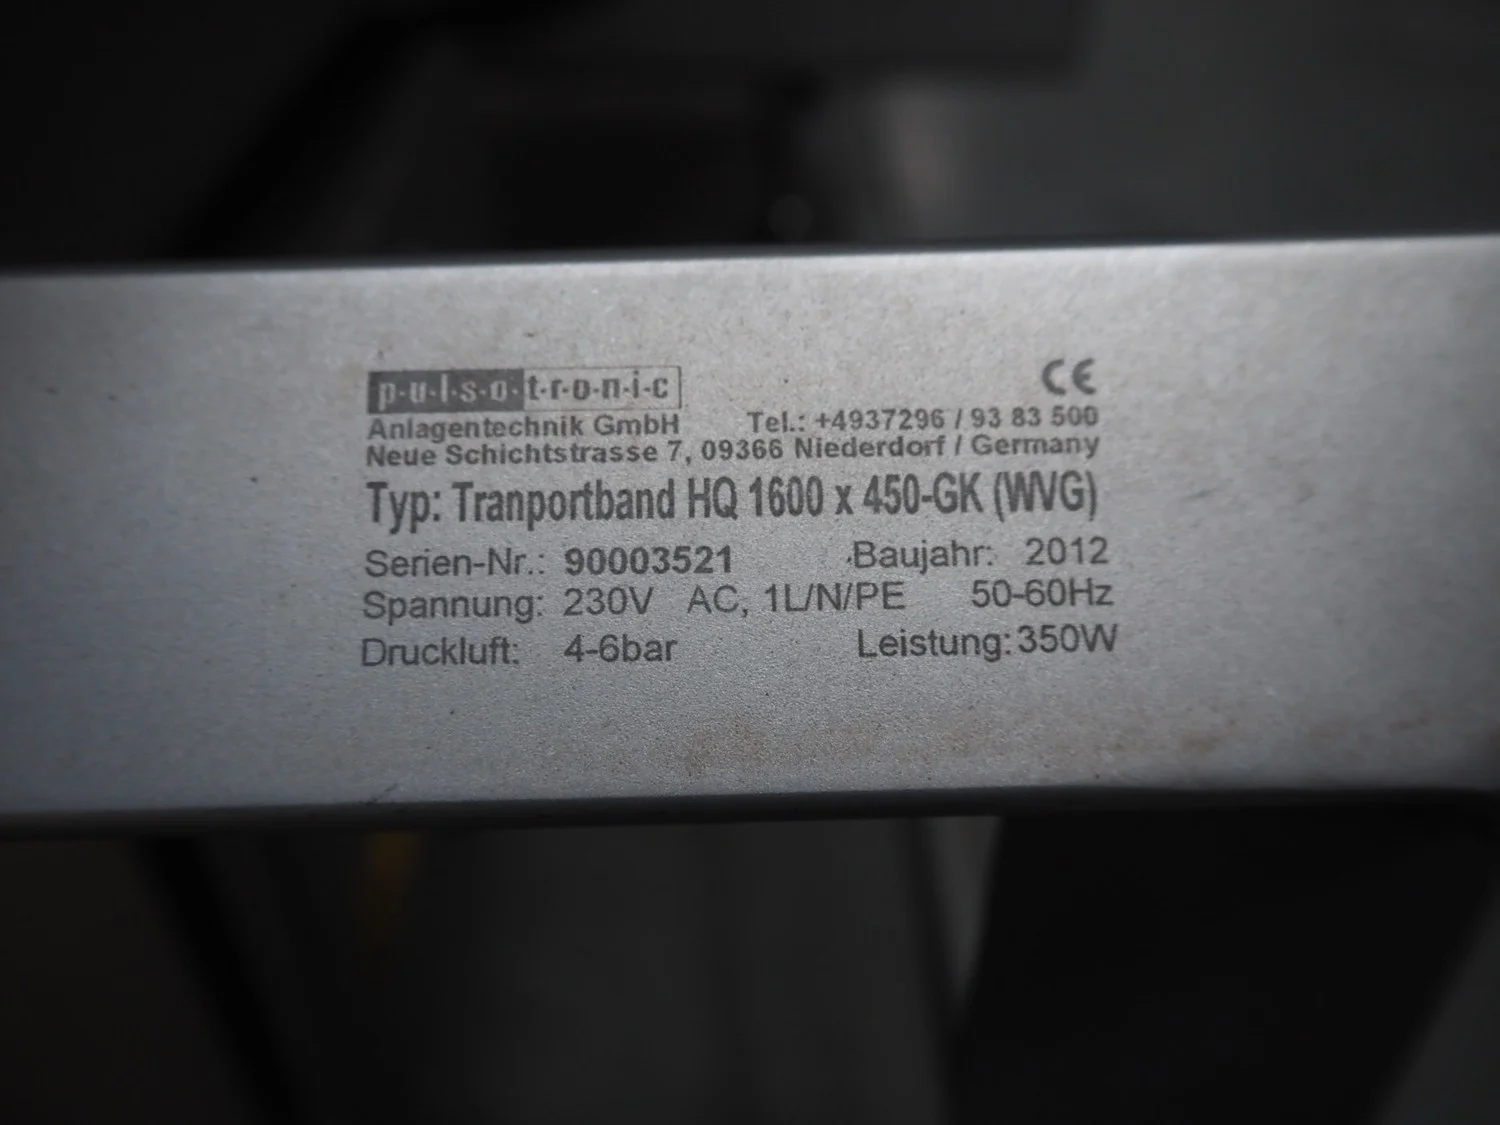 p·u·l·s·o·t·r·o·n·i·c CE
Anlagentechnik GmbH Tel.: +4937296 / 93 83 500
Neue Schichtstrasse 7, 09366 Niederdorf / Germany
Typ: Tranportband HQ 1600 x 450-GK (WVG)
Serien-Nr.: 90003521 Baujahr: 2012
Spannung: 230V AC, 1L/N/PE 50-60Hz
Druckluft: 4-6bar Leistung: 350W